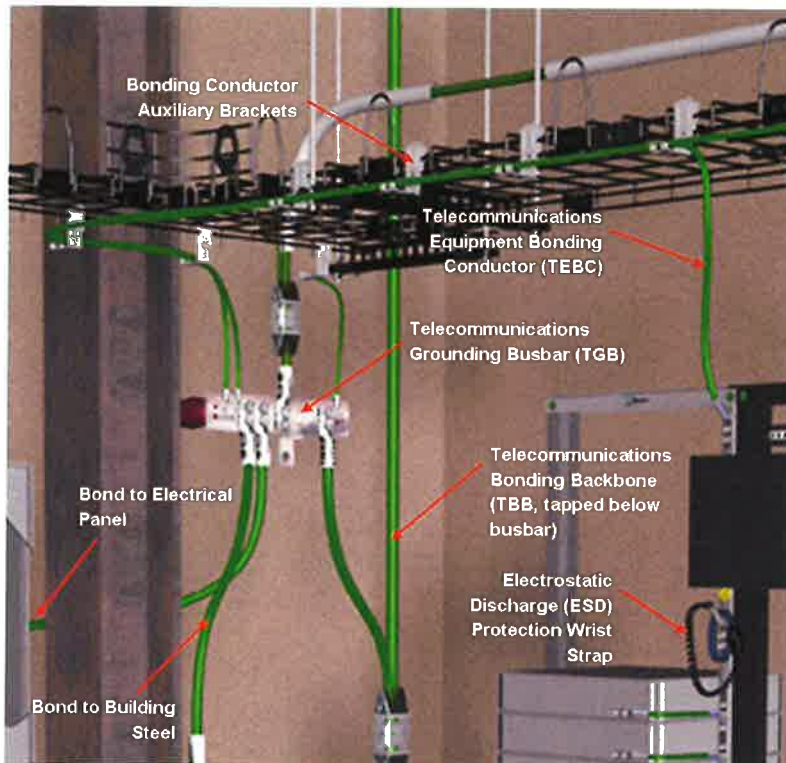 Bonding Conductor
Auxiliary Brackets
Telecommunications
Equipment Bonding
Conductor (TEBC)
Telecommunications
Grounding Busbar (TGB)
Telecommunications
Bonding Backbone
(TBB, tapped below
busbar)
Bond to Electrical
Panel
Electrostatic
Discharge (ESD)
Protection Wrist
Strap
Bond to Building
Steel